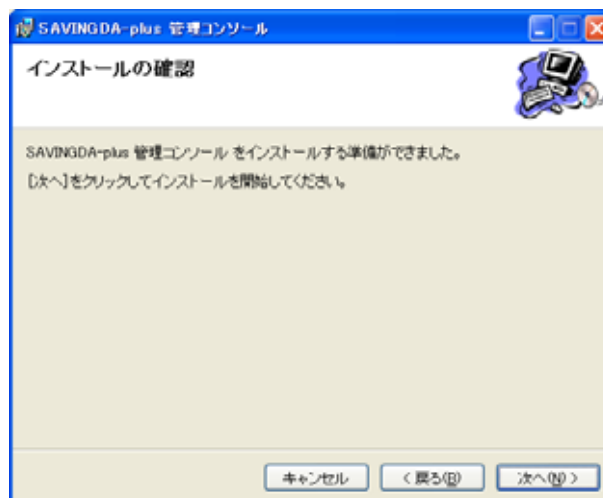 SAVINGDA-plus 管理コンソール
インストールの確認
SAVINGDA-plus 管理コンソール をインストールする準備ができました。
[次へ]をクリックしてインストールを開始してください。
キャンセル
< 戻る(B)
次へ(N) >